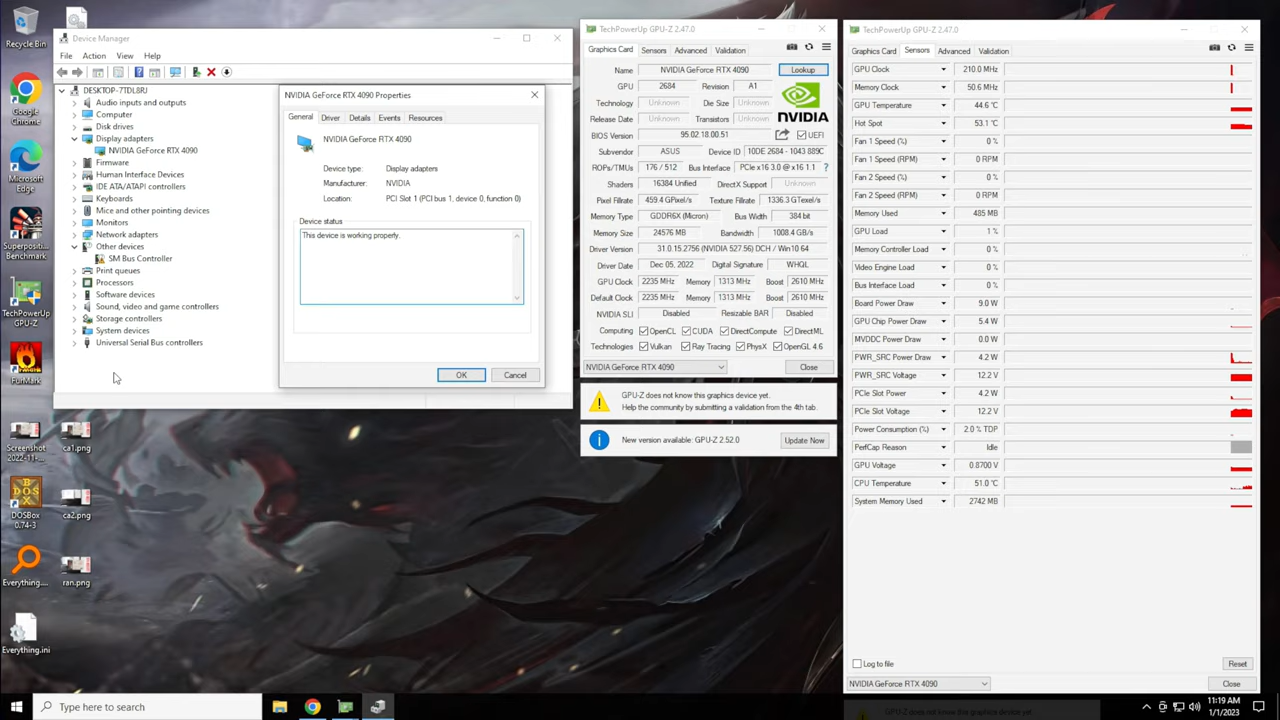 Recycle Bin
Google
Chrome
Microsoft
Edge
Superpositi...
Benchmark
TechPowerUp
GPU-Z
FurMark
Screenshot
2022-11-...
ca1.png
DOSBox
0.74-3
ca2.png
Everything....
ran.png
Everything.ini
Device Manager
File Action View Help
DESKTOP-7TDL8RJ
Audio inputs and outputs
Computer
Disk drives
Display adapters
NVIDIA GeForce RTX 4090
Firmware
Human Interface Devices
IDE ATA/ATAPI controllers
Keyboards
Mice and other pointing devices
Monitors
Network adapters
Other devices
SM Bus Controller
Print queues
Processors
Software devices
Sound, video and game controllers
Storage controllers
System devices
Universal Serial Bus controllers
NVIDIA GeForce RTX 4090 Properties
General Driver Details Events Resources
NVIDIA GeForce RTX 4090
Device type: Display adapters
Manufacturer: NVIDIA
Location: PCI Slot 1 (PCI bus 1, device 0, function 0)
Device status
This device is working properly.
OK Cancel
TechPowerUp GPU-Z 2.47.0
Graphics Card Sensors Advanced Validation
Name NVIDIA GeForce RTX 4090 Lookup
GPU 2684 Revision A1
Technology Unknown Die Size Unknown
Release Date Unknown Transistors Unknown
NVIDIA
BIOS Version 95.02.18.00.51 UEFI
Subvendor ASUS Device ID 10DE 2684 - 1043 889C
ROPs/TMUs 176 / 512 Bus Interface PCIe x16 3.0 @ x16 1.1 ?
Shaders 16384 Unified DirectX Support Unknown
Pixel Fillrate 459.4 GPixel/s Texture Fillrate 1336.3 GTexel/s
Memory Type GDDR6X (Micron) Bus Width 384 bit
Memory Size 24576 MB Bandwidth 1008.4 GB/s
Driver Version 31.0.15.2756 (NVIDIA 527.56) DCH / Win10 64
Driver Date Dec 05, 2022 Digital Signature WHQL
GPU Clock 2235 MHz Memory 1313 MHz Boost 2610 MHz
Default Clock 2235 MHz Memory 1313 MHz Boost 2610 MHz
NVIDIA SLI Disabled Resizable BAR Disabled
Computing OpenCL CUDA DirectCompute DirectML
Technologies Vulkan Ray Tracing PhysX OpenGL 4.6
NVIDIA GeForce RTX 4090 Close
GPU-Z does not know this graphics device yet.
Help the community by submitting a validation from the 4th tab.
New version available: GPU-Z 2.52.0 Update Now
TechPowerUp GPU-Z 2.47.0
Graphics Card Sensors Advanced Validation
GPU Clock 210.0 MHz
Memory Clock 50.6 MHz
GPU Temperature 44.6 °C
Hot Spot 53.1 °C
Fan 1 Speed (%) 0 %
Fan 1 Speed (RPM) 0 RPM
Fan 2 Speed (%) 0 %
Fan 2 Speed (RPM) 0 RPM
Memory Used 485 MB
GPU Load 1 %
Memory Controller Load 0 %
Video Engine Load 0 %
Bus Interface Load 0 %
Board Power Draw 9.0 W
GPU Chip Power Draw 5.4 W
MVDDC Power Draw 0.0 W
PWR_SRC Power Draw 4.2 W
PWR_SRC Voltage 12.2 V
PCIe Slot Power 4.2 W
PCIe Slot Voltage 12.2 V
Power Consumption (%) 2.0 % TDP
PerfCap Reason Idle
GPU Voltage 0.8700 V
CPU Temperature 51.0 °C
System Memory Used 2742 MB
Log to file Reset
NVIDIA GeForce RTX 4090 Close
GPU-Z does not know this graphics device yet
Type here to search
11:19 AM
1/1/2023